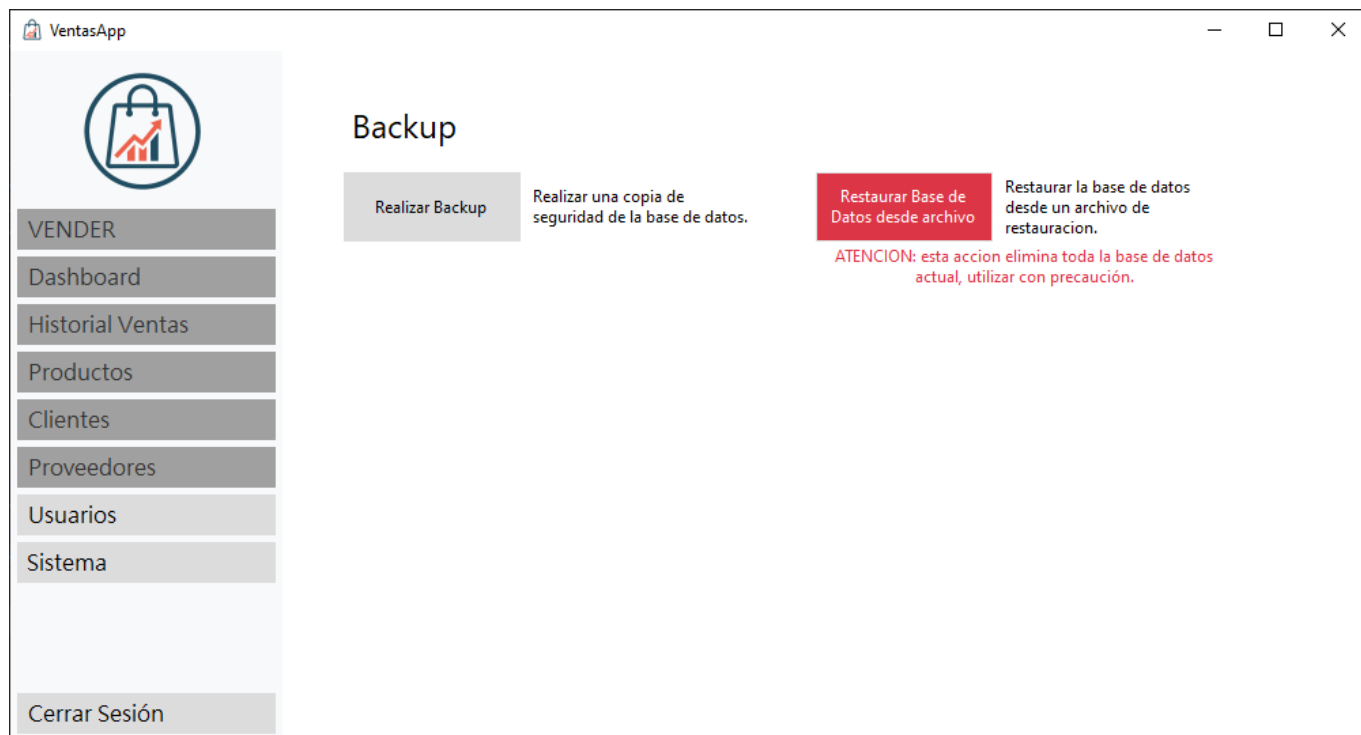 VentasApp
VENDER
Dashboard
Historial Ventas
Productos
Clientes
Proveedores
Usuarios
Sistema
Cerrar Sesión
Backup
Realizar Backup
Realizar una copia de
seguridad de la base de datos.
Restaurar Base de
Datos desde archivo
Restaurar la base de datos
desde un archivo de
restauracion.
ATENCION: esta accion elimina toda la base de datos
actual, utilizar con precaución.